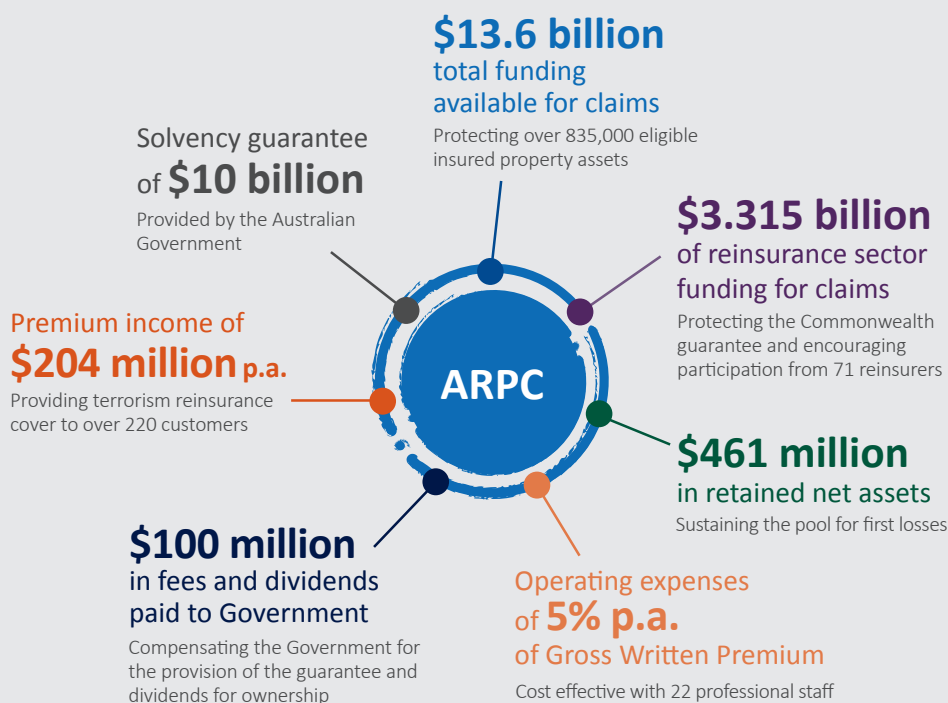 $13.6 billion
total funding
available for claims
Protecting over 835,000 eligible
insured property assets
Solvency guarantee
of $10 billion
Provided by the Australian
Government
$3.315 billion
of reinsurance sector
funding for claims
Protecting the Commonwealth
guarantee and encouraging
participation from 71 reinsurers
Premium income of
$204 million p.a.
Providing terrorism reinsurance
cover to over 220 customers
ARPC
$461 million
in retained net assets
Sustaining the pool for first losses
$100 million
in fees and dividends
paid to Government
Compensating the Government for
the provision of the guarantee and
dividends for ownership
Operating expenses
of 5% p.a.
of Gross Written Premium
Cost effective with 22 professional staff